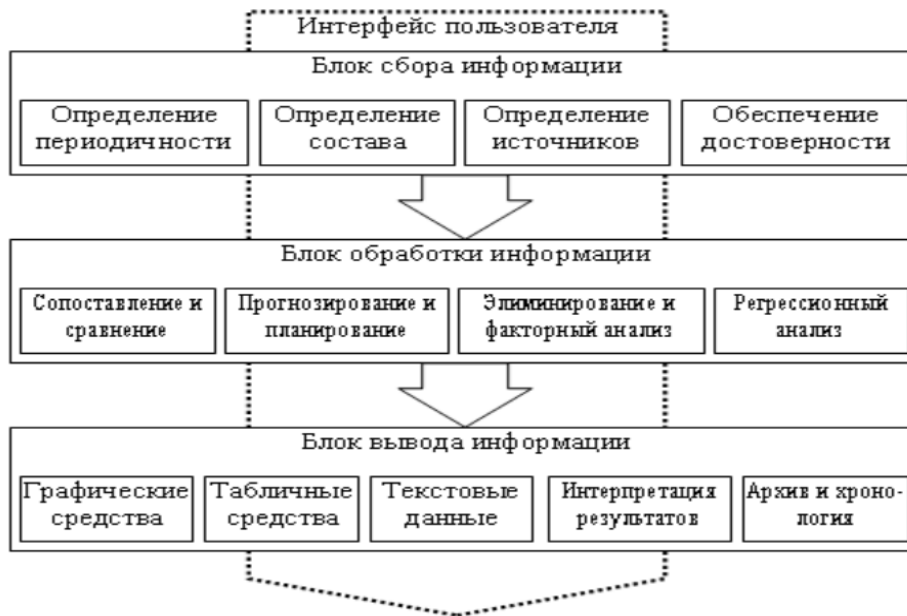 Интерфейс пользователя
Блок сбора информации
Определение
периодичности
Определение
состава
Определение
источников
Обеспечение
достоверности
Блок обработки информации
Сопоставление и
сравнение
Прогнозирование и
планирование
Элиминирование и
факторный анализ
Регрессионный
анализ
Блок вывода информации
Графические
средства
Табличные
средства
Текстовые
данные
Интерпретация
результатов
Архив и хроно-
логия